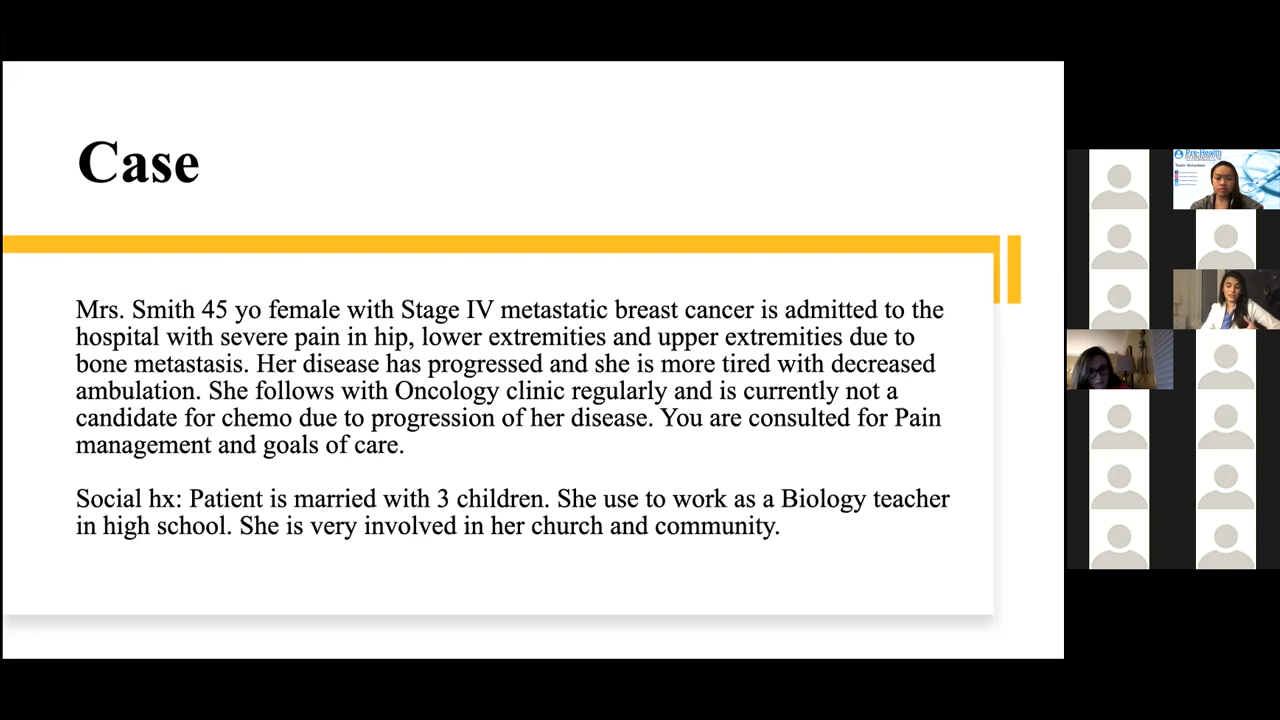 Case
Mrs. Smith 45 yo female with Stage IV metastatic breast cancer is admitted to the
hospital with severe pain in hip, lower extremities and upper extremities due to
bone metastasis. Her disease has progressed and she is more tired with decreased
ambulation. She follows with Oncology clinic regularly and is currently not a
candidate for chemo due to progression of her disease. You are consulted for Pain
management and goals of care.
Social hx: Patient is married with 3 children. She use to work as a Biology teacher
in high school. She is very involved in her church and community.
Pre-Health
Shadowing
Team Volunteer